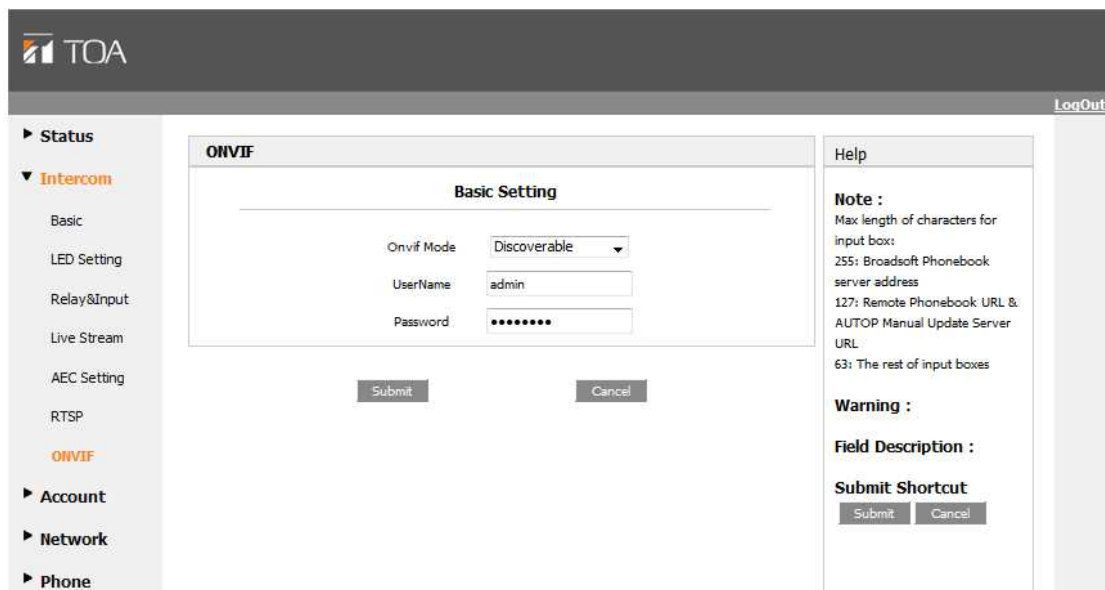 TOA
LogOut
Status
Intercom
Basic
LED Setting
Relay&Input
Live Stream
AEC Setting
RTSP
ONVIF
Account
Network
Phone
ONVIF
Basic Setting
Onvif Mode Discoverable
UserName admin
Password ••••••••
Submit Cancel
Help
Note :
Max length of characters for
input box:
255: Broadsoft Phonebook
server address
127: Remote Phonebook URL &
AUTOP Manual Update Server
URL
63: The rest of input boxes
Warning :
Field Description :
Submit Shortcut
Submit Cancel